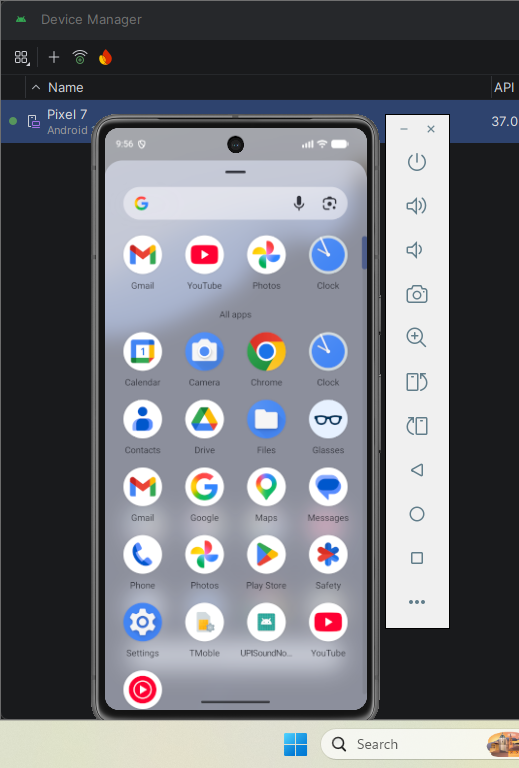 Device Manager
Name
API
Pixel 7
Android
37.0
9:56
Gmail
YouTube
Photos
Clock
All apps
Calendar
Camera
Chrome
Clock
Contacts
Drive
Files
Glasses
Gmail
Google
Maps
Messages
Phone
Photos
Play Store
Safety
Settings
TMoble
UPISoundNo...
YouTube
Search